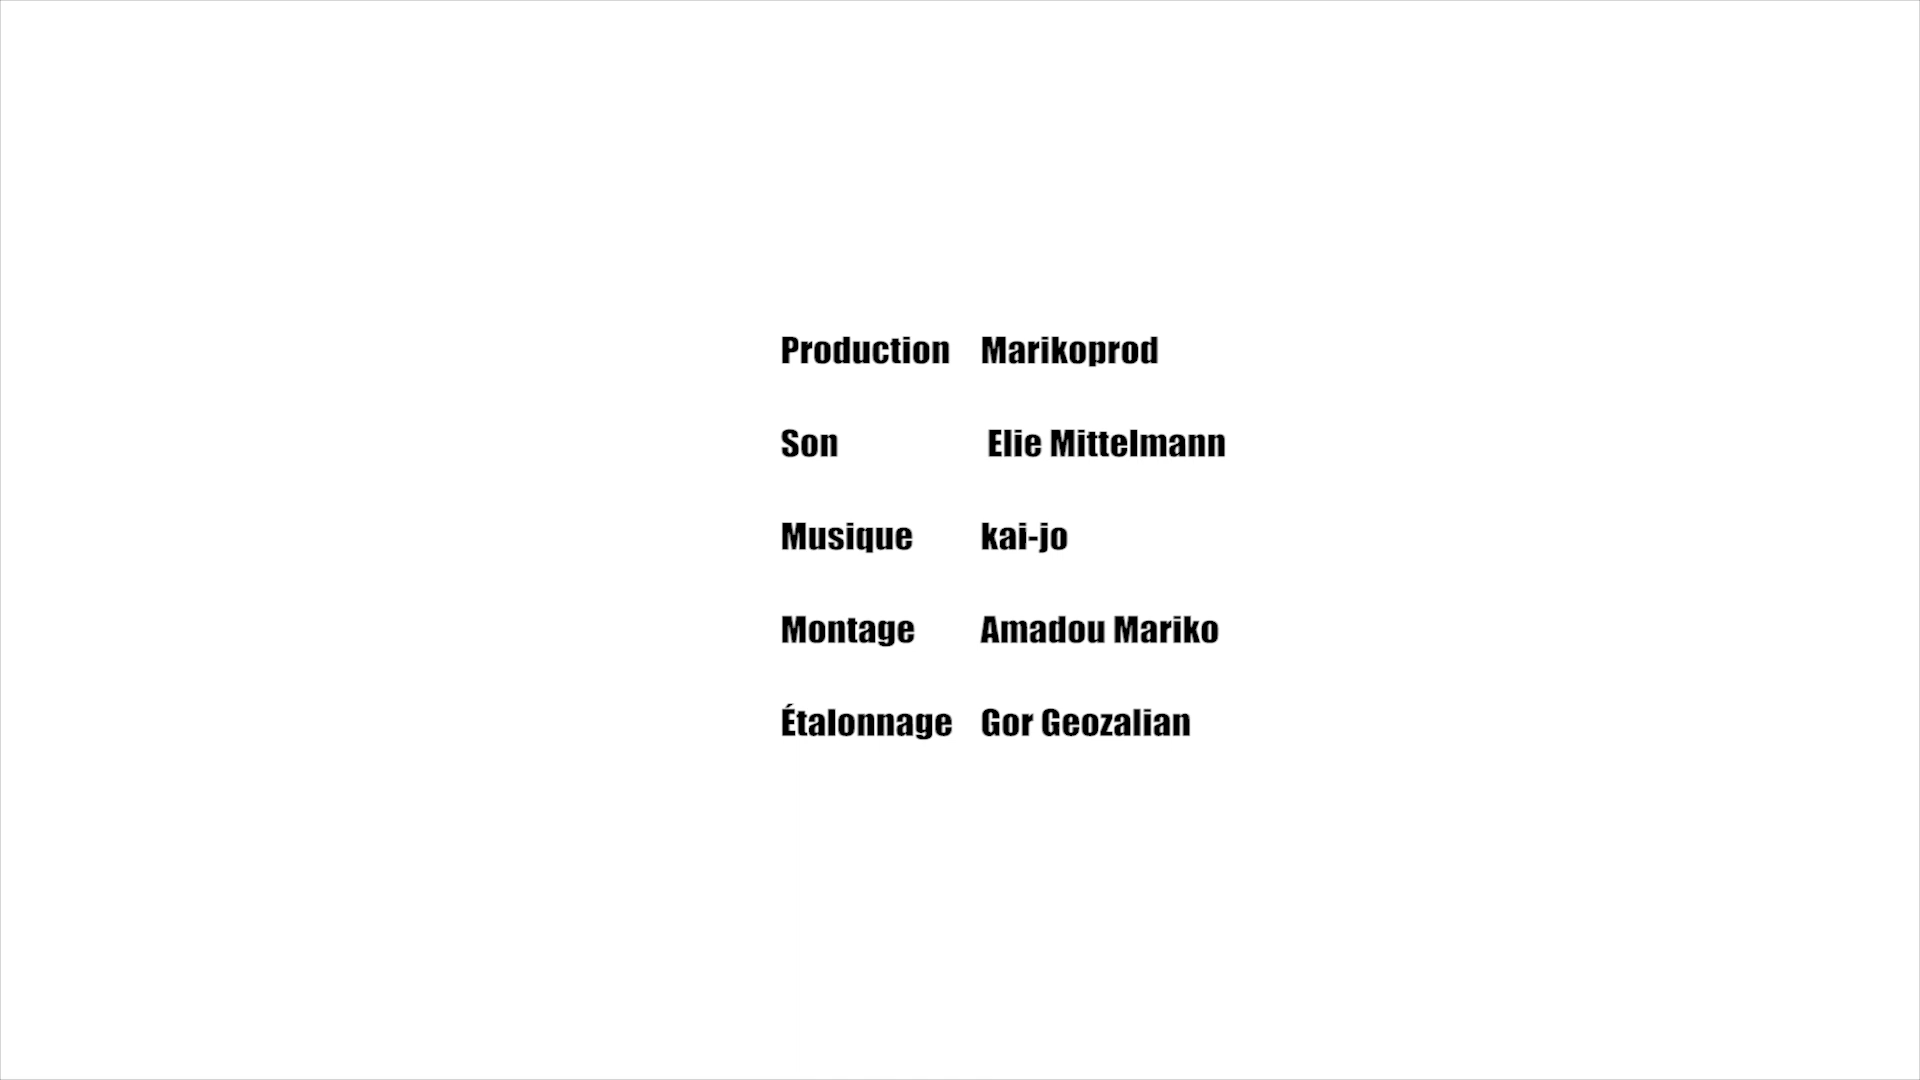 Production Marikoprod
Son Elie Mittelmann
Musique kai-jo
Montage Amadou Mariko
Étalonnage Gor Geozalian